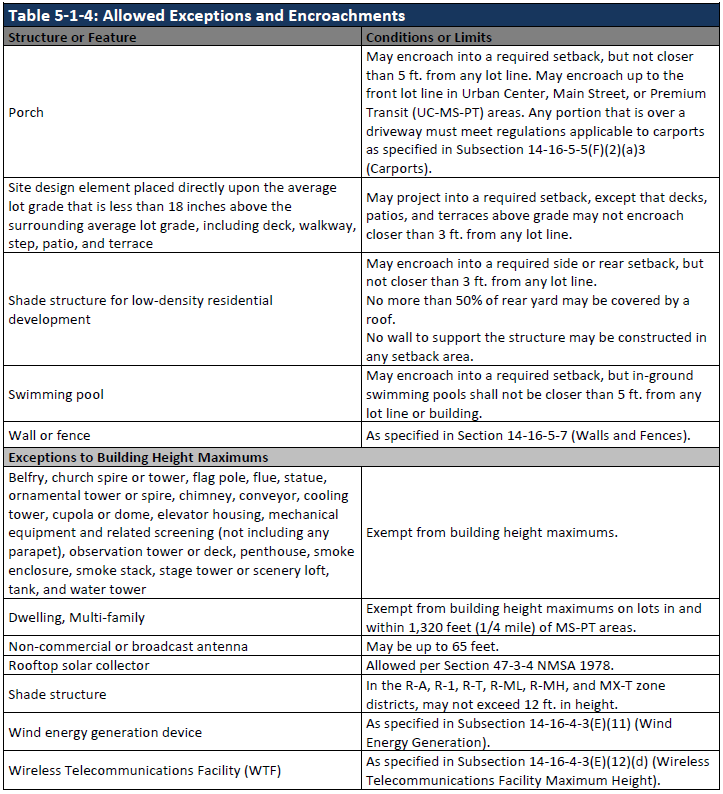 Table 5-1-4: Allowed Exceptions and Encroachments
Structure or Feature
Conditions or Limits
Porch
May encroach into a required setback, but not closer
than 5 ft. from any lot line. May encroach up to the
front lot line in Urban Center, Main Street, or Premium
Transit (UC-MS-PT) areas. Any portion that is over a
driveway must meet regulations applicable to carports
as specified in Subsection 14-16-5-5(F)(2)(a)3
(Carports).
Site design element placed directly upon the average
lot grade that is less than 18 inches above the
surrounding average lot grade, including deck, walkway,
step, patio, and terrace
May project into a required setback, except that decks,
patios, and terraces above grade may not encroach
closer than 3 ft. from any lot line.
Shade structure for low-density residential
development
May encroach into a required side or rear setback, but
not closer than 3 ft. from any lot line.
No more than 50% of rear yard may be covered by a
roof.
No wall to support the structure may be constructed in
any setback area.
Swimming pool
May encroach into a required setback, but in-ground
swimming pools shall not be closer than 5 ft. from any
lot line or building.
Wall or fence
As specified in Section 14-16-5-7 (Walls and Fences).
Exceptions to Building Height Maximums
Belfry, church spire or tower, flag pole, flue, statue,
ornamental tower or spire, chimney, conveyor, cooling
tower, cupola or dome, elevator housing, mechanical
equipment and related screening (not including any
parapet), observation tower or deck, penthouse, smoke
enclosure, smoke stack, stage tower or scenery loft,
tank, and water tower
Exempt from building height maximums.
Dwelling, Multi-family
Exempt from building height maximums on lots in and
within 1,320 feet (1/4 mile) of MS-PT areas.
Non-commercial or broadcast antenna
May be up to 65 feet.
Rooftop solar collector
Allowed per Section 47-3-4 NMSA 1978.
Shade structure
In the R-A, R-1, R-T, R-ML, R-MH, and MX-T zone
districts, may not exceed 12 ft. in height.
Wind energy generation device
As specified in Subsection 14-16-4-3(E)(11) (Wind
Energy Generation).
Wireless Telecommunications Facility (WTF)
As specified in Subsection 14-16-4-3(E)(12)(d) (Wireless
Telecommunications Facility Maximum Height).